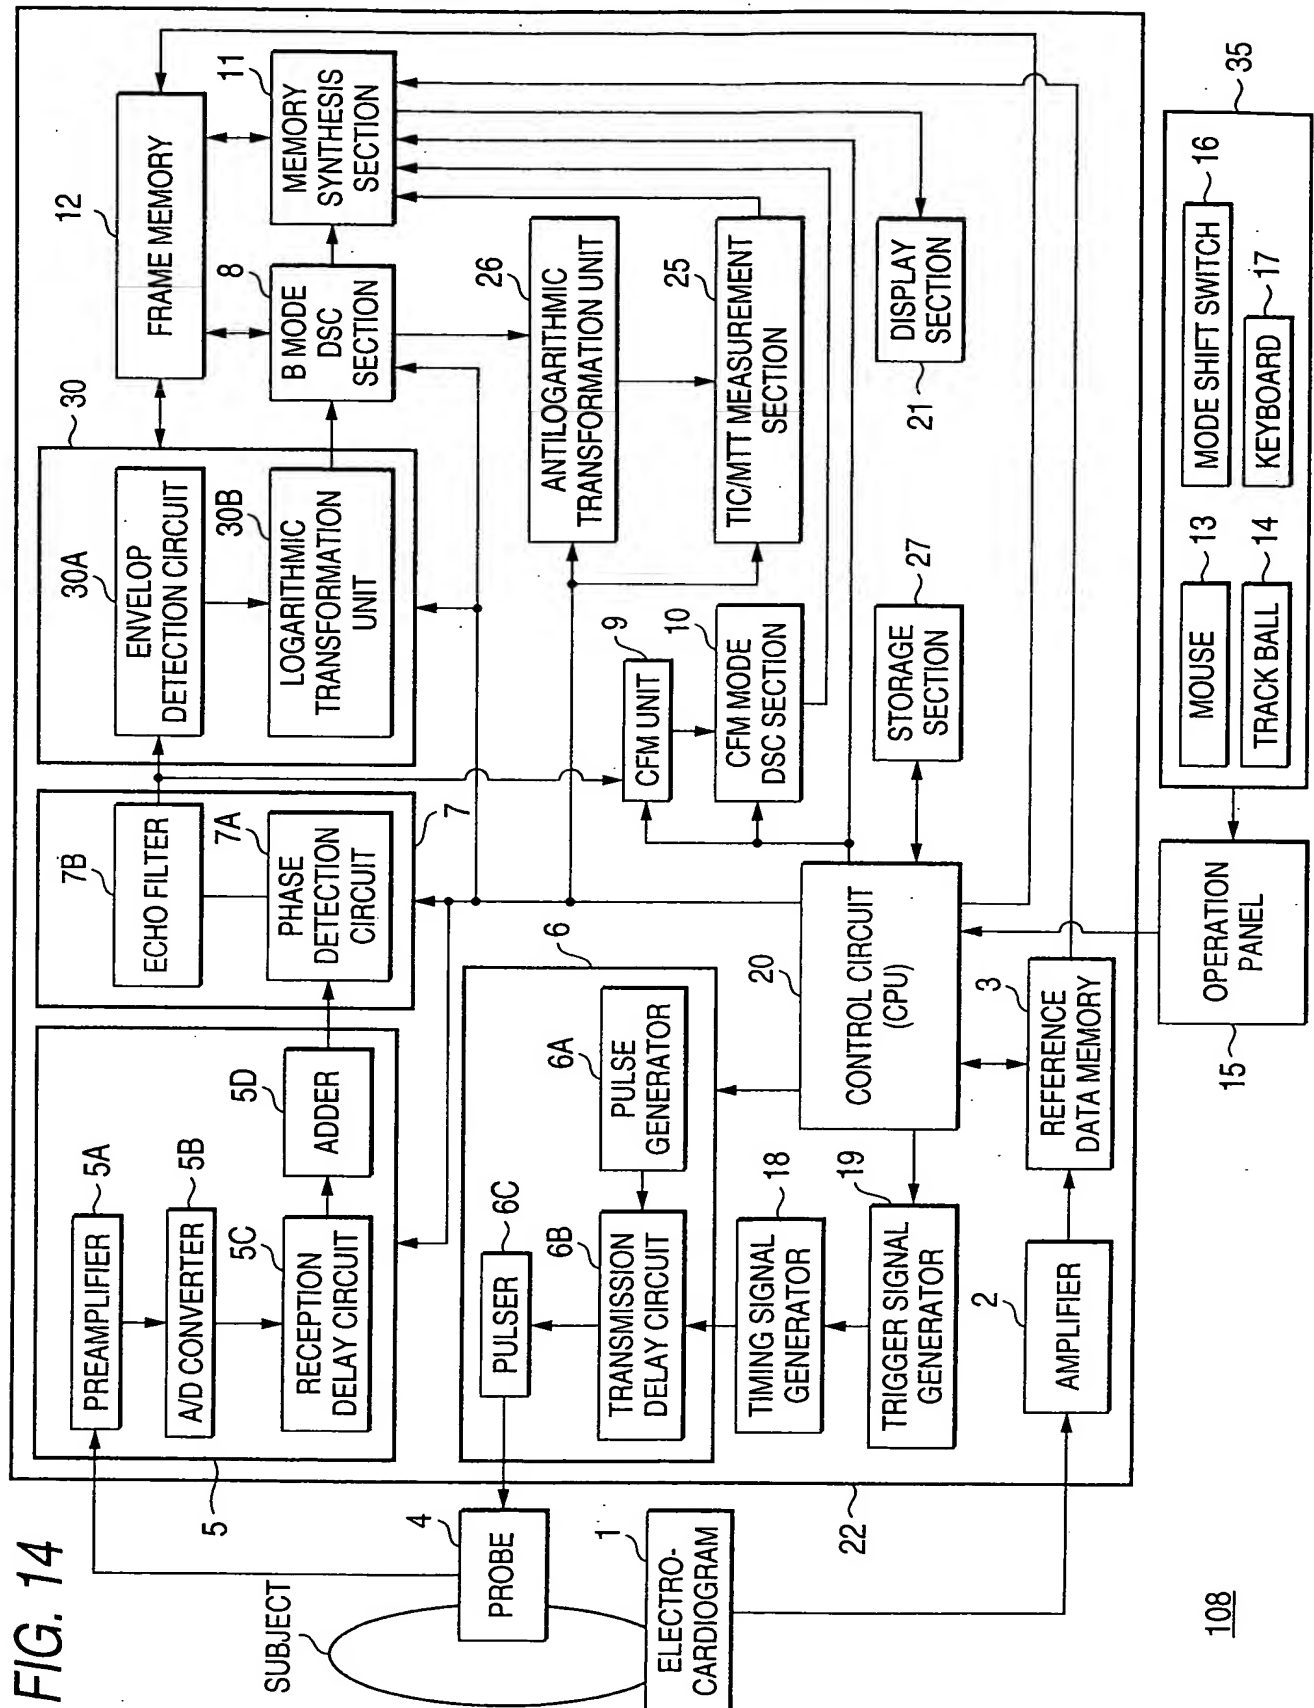 FIG. 14
SUBJECT
PROBE
4
ELECTRO-
CARDIOGRAM
1
5
PREAMPLIFIER
5A
A/D CONVERTER
5B
RECEPTION
DELAY CIRCUIT
5C
ADDER
5D
7B
ECHO FILTER
7A
PHASE
DETECTION
CIRCUIT
7
30
30A
ENVELOP
DETECTION CIRCUIT
30B
LOGARITHMIC
TRANSFORMATION
UNIT
12
FRAME MEMORY
8
B MODE
DSC
SECTION
11
MEMORY
SYNTHESIS
SECTION
6
PULSER
6C
6B
TRANSMISSION
DELAY CIRCUIT
6A
PULSE
GENERATOR
26
ANTILOGARITHMIC
TRANSFORMATION UNIT
9
CFM UNIT
10
CFM MODE
DSC SECTION
25
TIC/MTT MEASUREMENT
SECTION
18
TIMING SIGNAL
GENERATOR
19
TRIGGER SIGNAL
GENERATOR
20
CONTROL CIRCUIT
(CPU)
27
STORAGE
SECTION
DISPLAY
SECTION
21
2
AMPLIFIER
3
REFERENCE
DATA MEMORY
22
OPERATION
PANEL
15
35
MOUSE
13
MODE SHIFT SWITCH
16
TRACK BALL
14
KEYBOARD
17
108